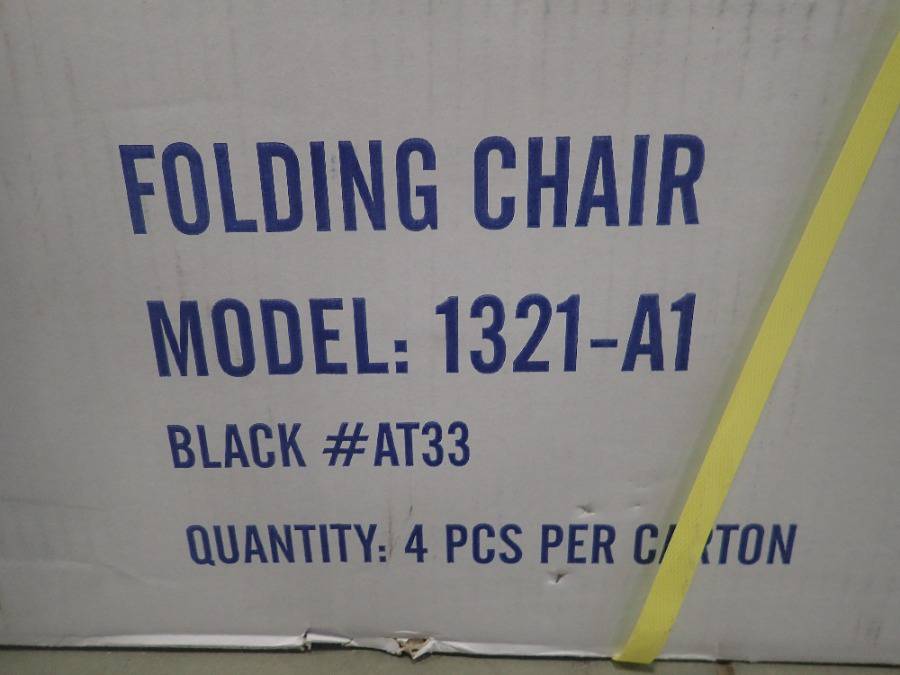 FOLDING CHAIR
MODEL: 1321-A1
BLACK #AT33
QUANTITY: 4 PCS PER CARTON